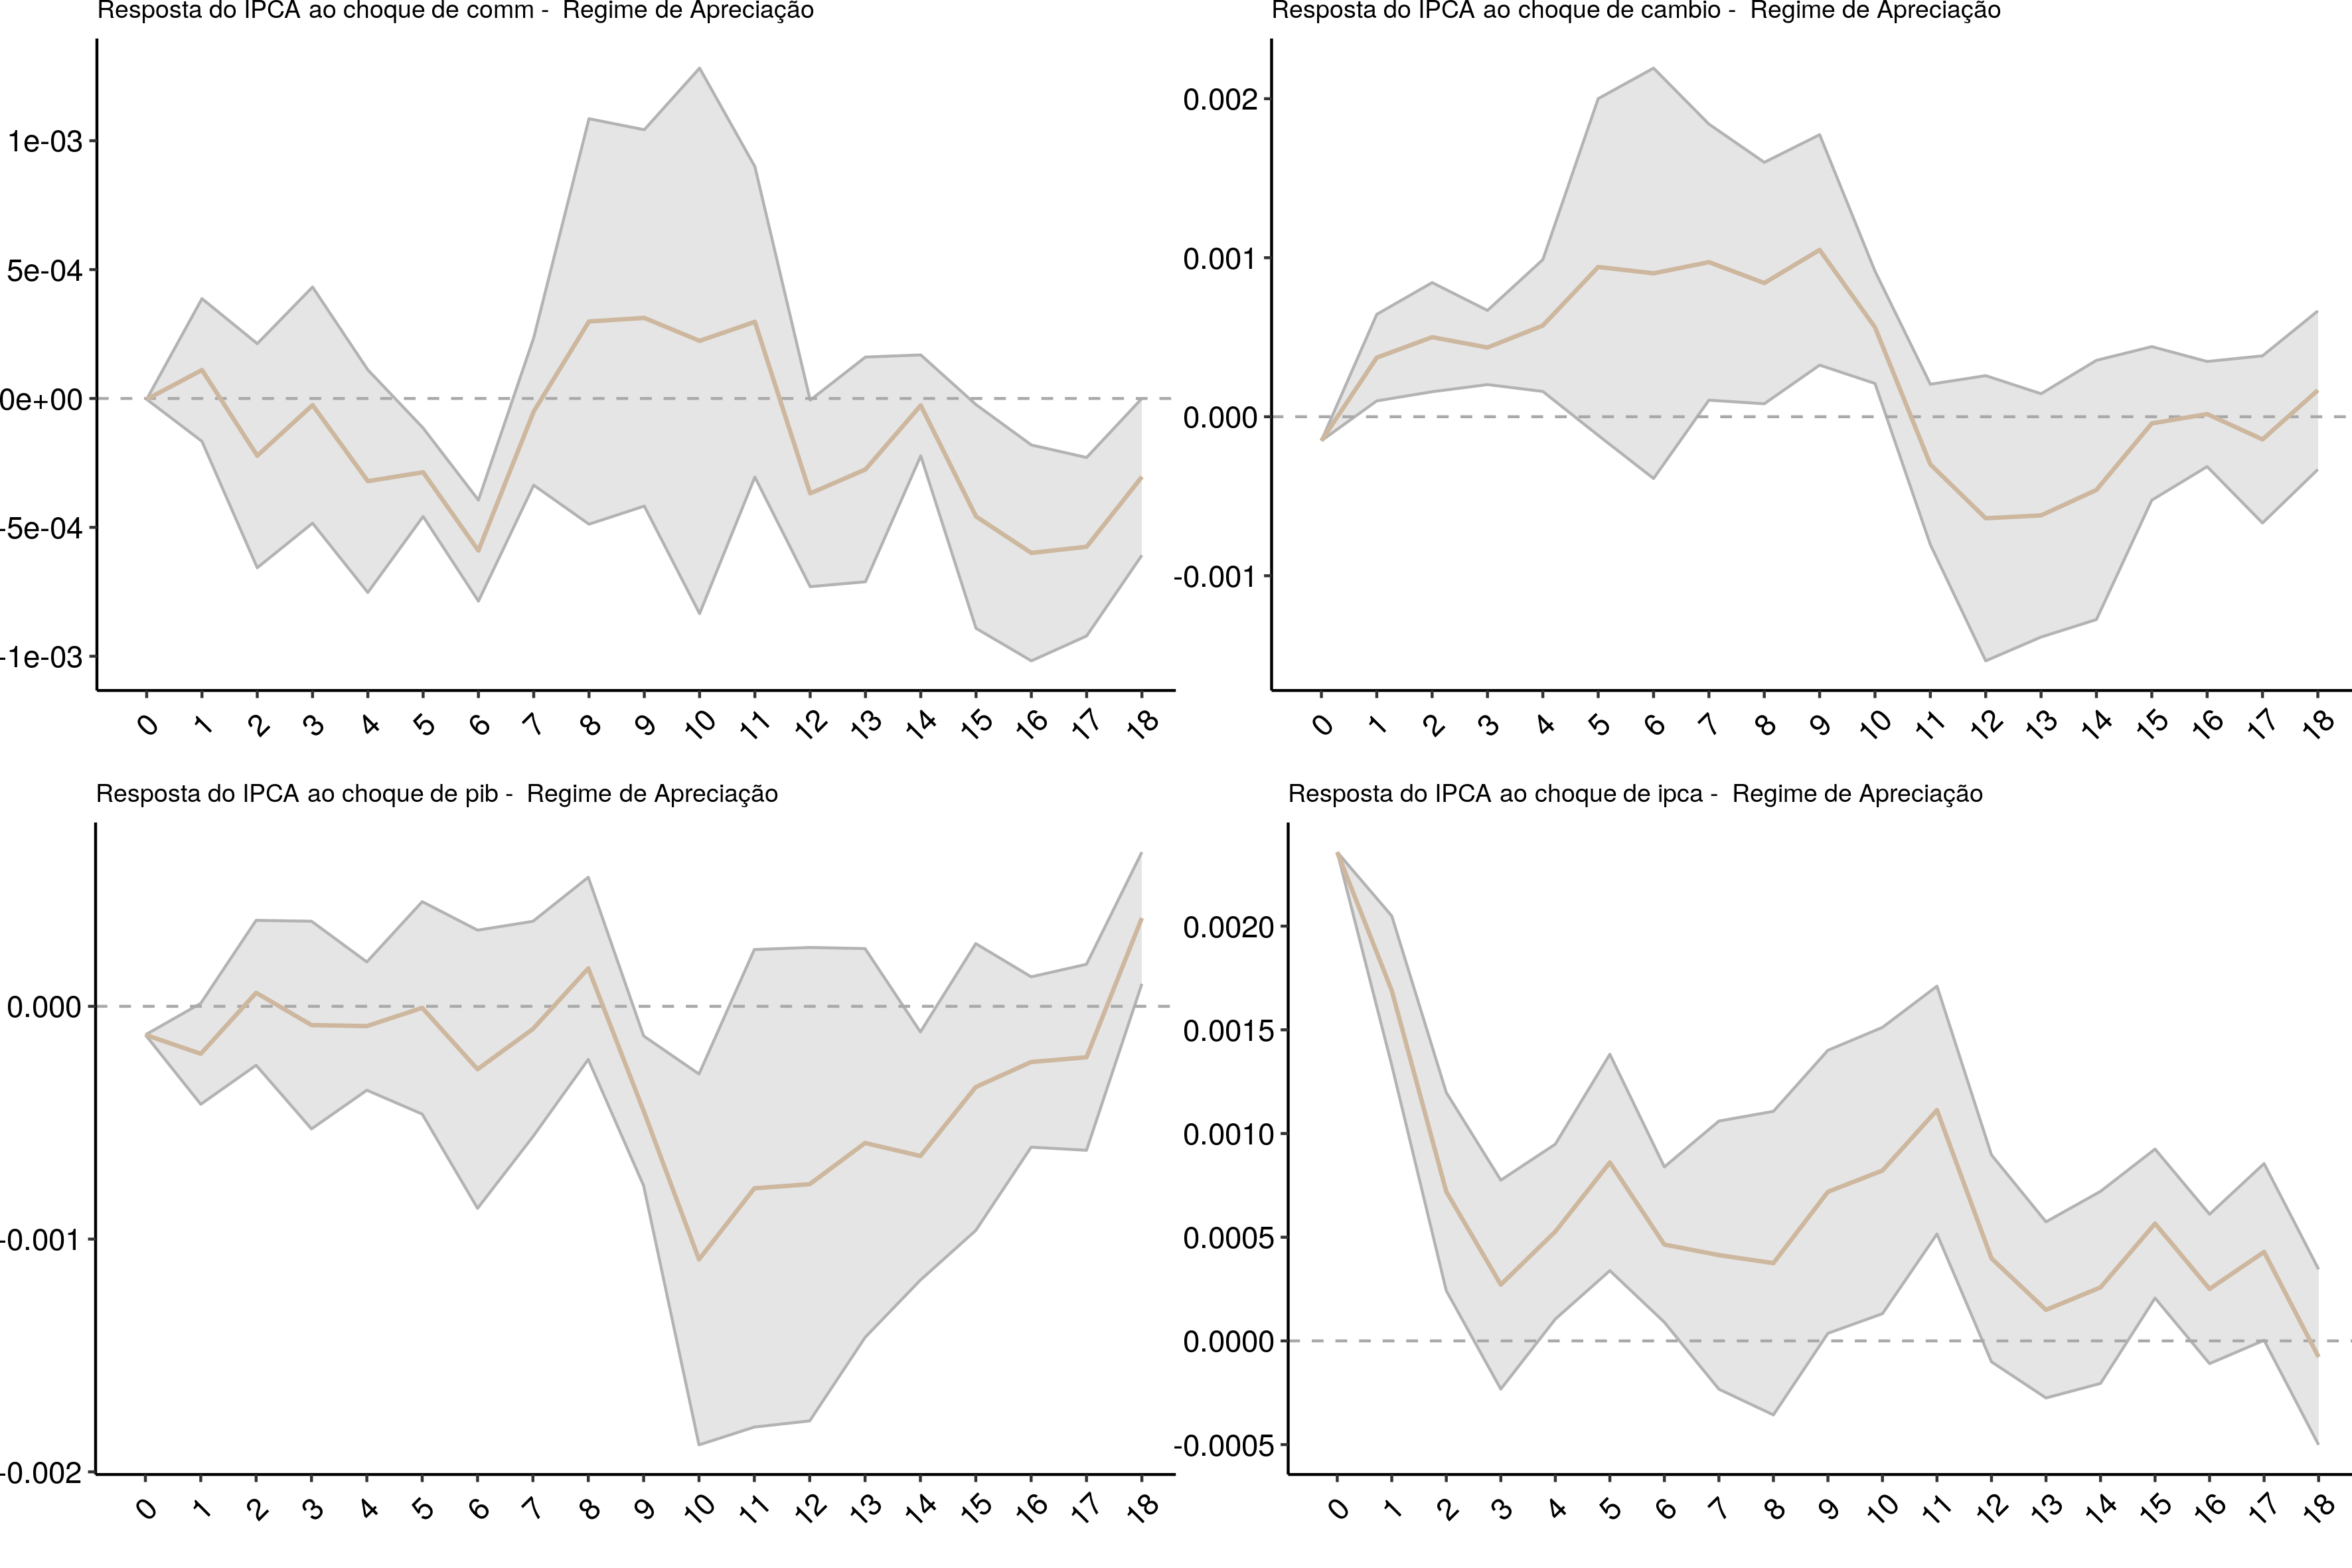 Resposta do IPCA ao choque de comm -  Regime de Apreciação
1e-03
5e-04
0e+00
-5e-04
-1e-03
0 1 2 3 4 5 6 7 8 9 10 11 12 13 14 15 16 17 18
Resposta do IPCA ao choque de cambio -  Regime de Apreciação
0.002
0.001
0.000
-0.001
0 1 2 3 4 5 6 7 8 9 10 11 12 13 14 15 16 17 18
Resposta do IPCA ao choque de pib -  Regime de Apreciação
0.000
-0.001
-0.002
0 1 2 3 4 5 6 7 8 9 10 11 12 13 14 15 16 17 18
Resposta do IPCA ao choque de ipca -  Regime de Apreciação
0.0020
0.0015
0.0010
0.0005
0.0000
-0.0005
0 1 2 3 4 5 6 7 8 9 10 11 12 13 14 15 16 17 18